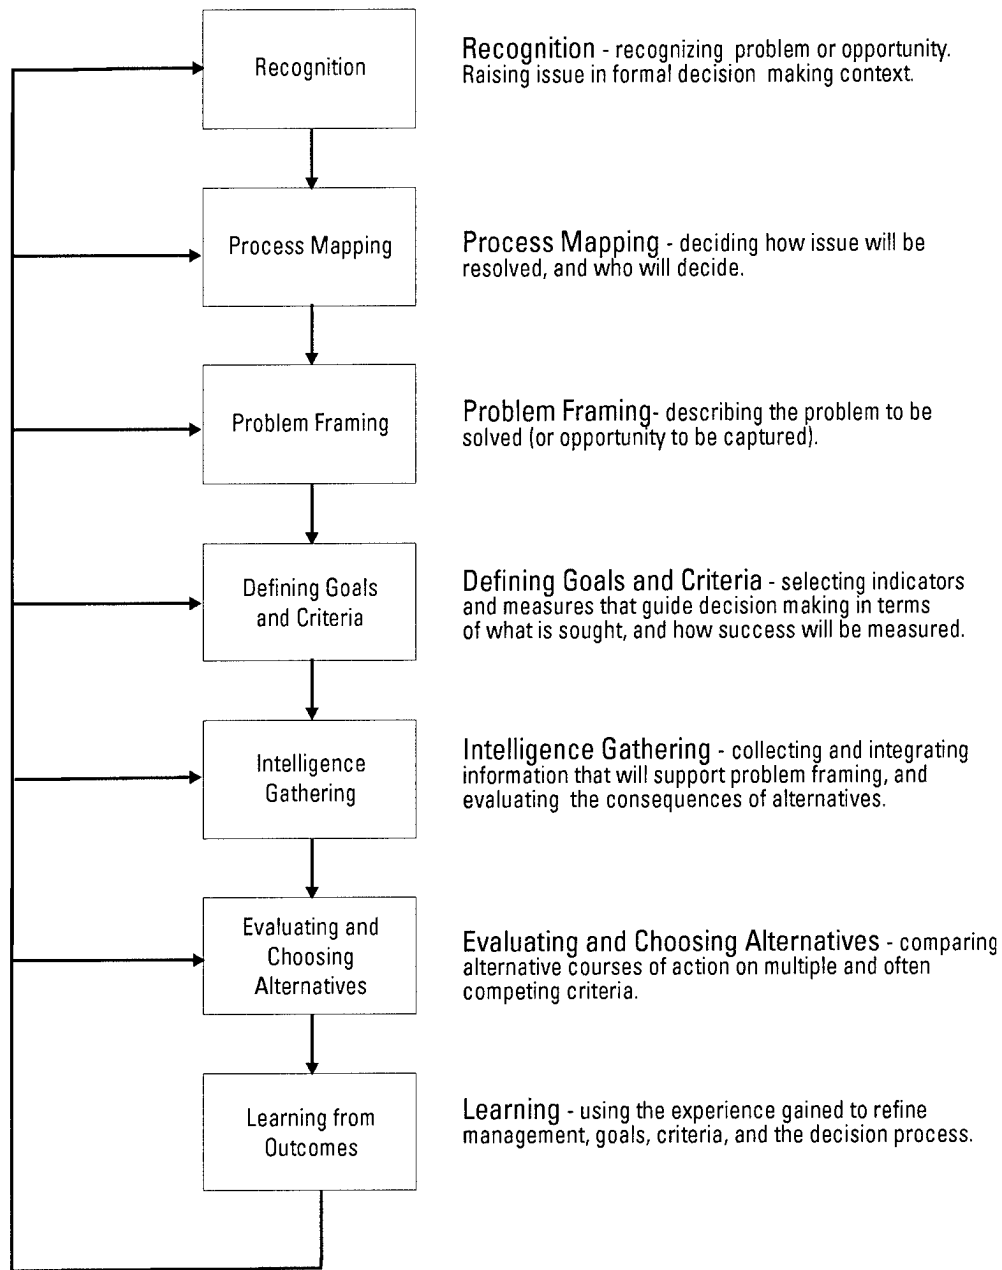 Recognition
Recognition - recognizing problem or opportunity.
Raising issue in formal decision making context.
Process Mapping
Process Mapping - deciding how issue will be
resolved, and who will decide.
Problem Framing
Problem Framing- describing the problem to be
solved (or opportunity to be captured).
Defining Goals
and Criteria
Defining Goals and Criteria - selecting indicators
and measures that guide decision making in terms
of what is sought, and how success will be measured.
Intelligence
Gathering
Intelligence Gathering - collecting and integrating
information that will support problem framing, and
evaluating the consequences of alternatives.
Evaluating and
Choosing
Alternatives
Evaluating and Choosing Alternatives - comparing
alternative courses of action on multiple and often
competing criteria.
Learning from
Outcomes
Learning - using the experience gained to refine
management, goals, criteria, and the decision process.